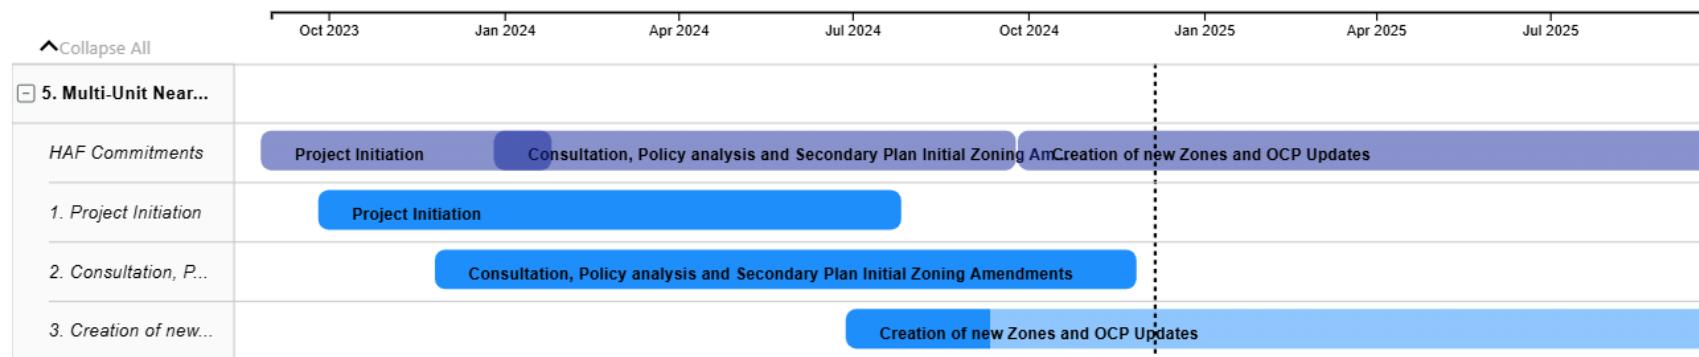 Oct 2023 Jan 2024 Apr 2024 Jul 2024 Oct 2024 Jan 2025 Apr 2025 Jul 2025
Collapse All
5. Multi-Unit Near...
HAF Commitments
Project Initiation
Consultation, Policy analysis and Secondary Plan Initial Zoning Am...
Creation of new Zones and OCP Updates
1. Project Initiation
Project Initiation
2. Consultation, P...
Consultation, Policy analysis and Secondary Plan Initial Zoning Amendments
3. Creation of new...
Creation of new Zones and OCP Updates